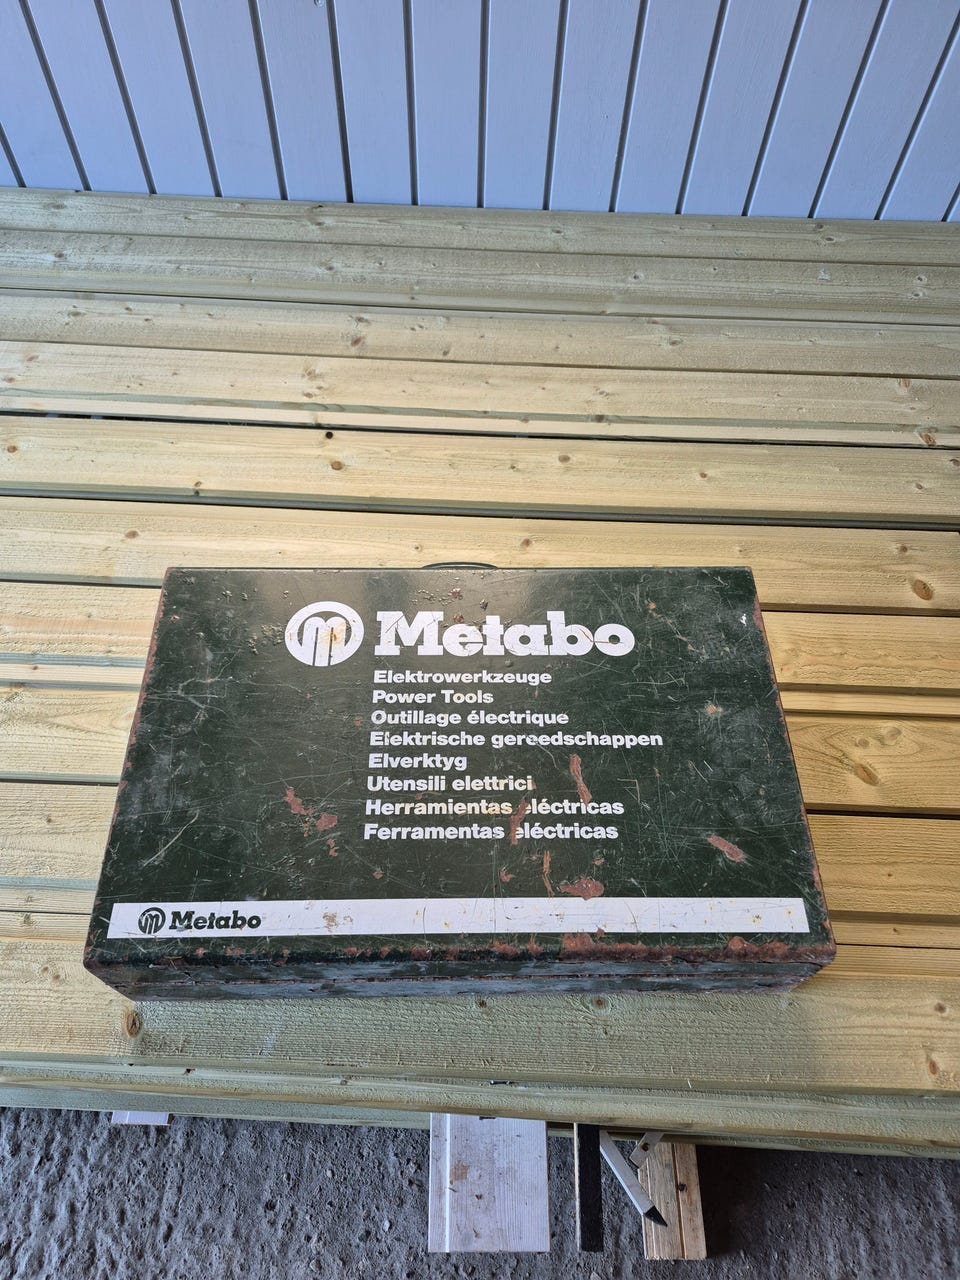 Metabo
Elektrowerkzeuge
Power Tools
Outillage électrique
Elektrische gereedschappen
Elverktyg
Utensili elettrici
Herramientas eléctricas
Ferramentas eléctricas
Metabo